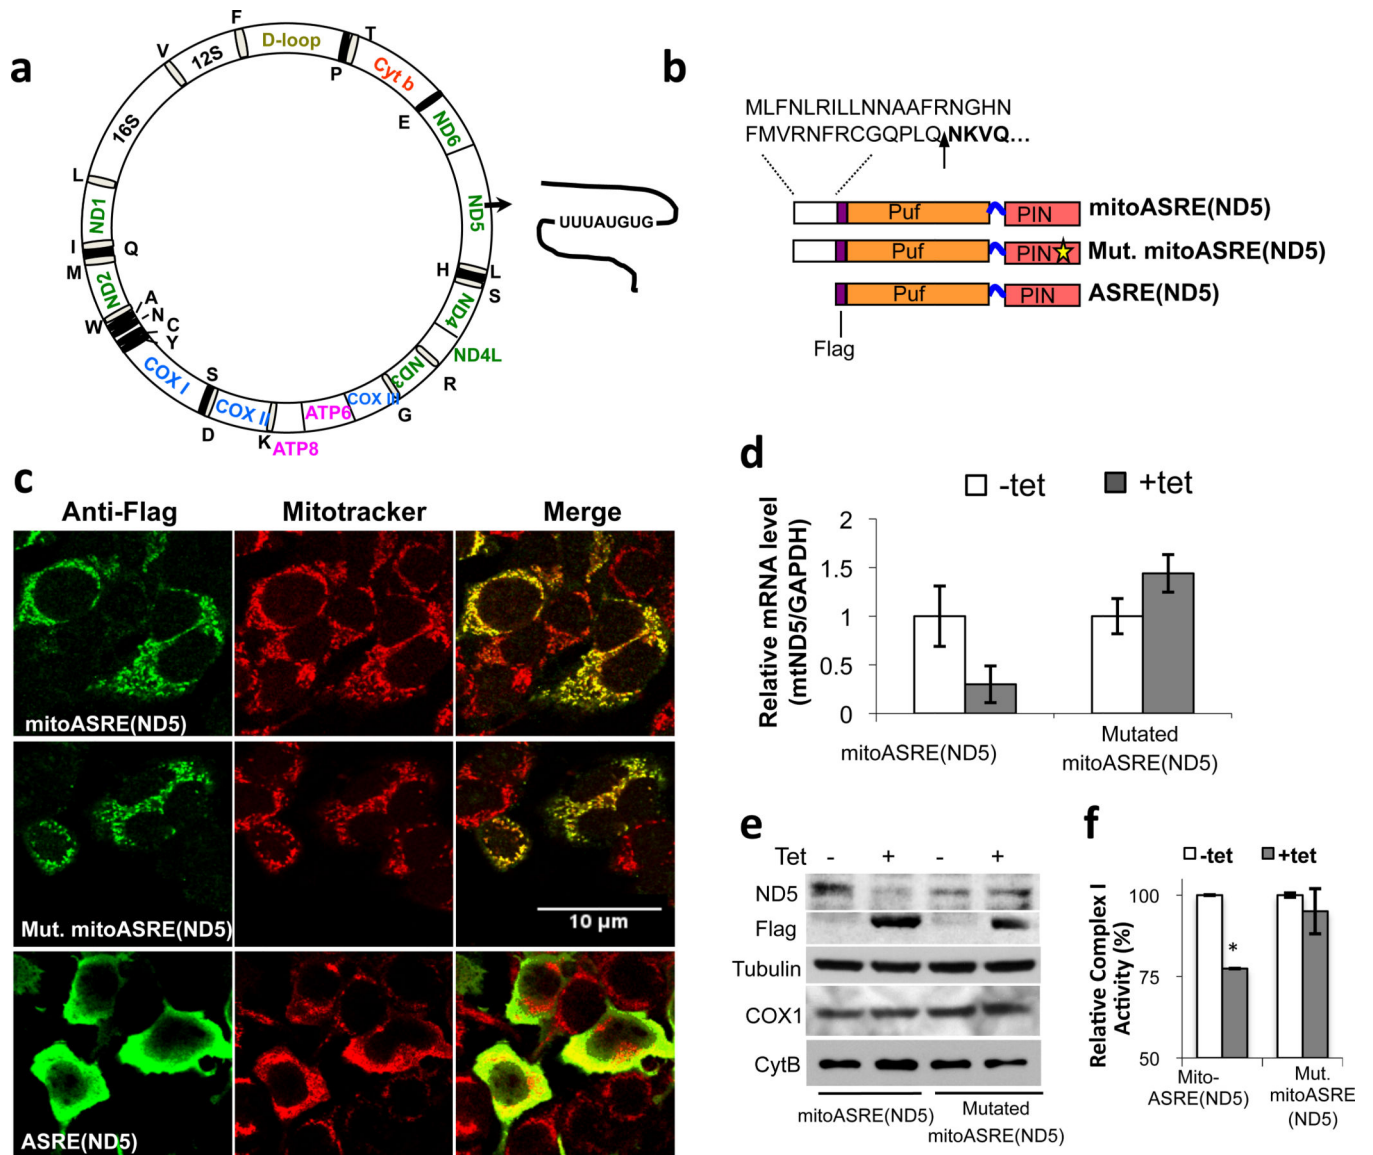 a
F
D-loop
T
V
12S
P
Cyt b
16S
E
ND6
L
ND1
ND5
UUUAUGUG
I
Q
H
L
M
S
ND2
ND4
A
N
W
C
Y
ND4L
COX I
S
ND3
R
COX II
ATP6
COX III
G
D
K
ATP8
b
MLFNLRILLNNAAFRNGHN
FMVRNFRCGQPLQNKVQ...
Puf
PIN
mitoASRE(ND5)
Puf
PIN
Mut. mitoASRE(ND5)
Puf
PIN
ASRE(ND5)
Flag
c
Anti-Flag
Mitotracker
Merge
mitoASRE(ND5)
Mut. mitoASRE(ND5)
10 μm
ASRE(ND5)
d
-tet
+tet
Relative mRNA level
(mtND5/GAPDH)
2
1.5
1
0.5
0
mitoASRE(ND5)
Mutated
mitoASRE(ND5)
e
Tet
-
+
-
+
ND5
Flag
Tubulin
COX1
CytB
mitoASRE(ND5)
Mutated
mitoASRE(ND5)
f
-tet
+tet
Relative Complex I
Activity (%)
100
75
50
*
Mito-
ASRE(ND5)
Mut.
mitoASRE
(ND5)